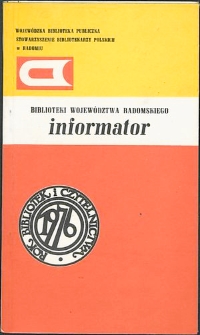 WOJEWÓDZKA BIBLIOTEKA PUBLICZNA
STOWARZYSZENIE BIBLIOTEKARZY POLSKICH
W RADOMIU
BIBLIOTEKI WOJEWÓDZTWA RADOMSKIEGO
informator
ROK BIBLIOTEK I CZYTELNICTWA
1976